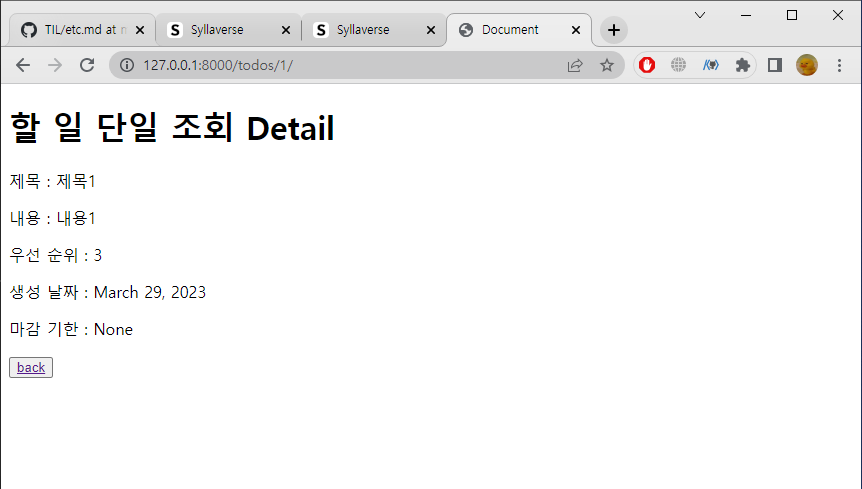 TIL/etc.md at
Syllaverse
Syllaverse
Document
127.0.0.1:8000/todos/1/
할 일 단일 조회 Detail
제목 : 제목1
내용 : 내용1
우선 순위 : 3
생성 날짜 : March 29, 2023
마감 기한 : None
back